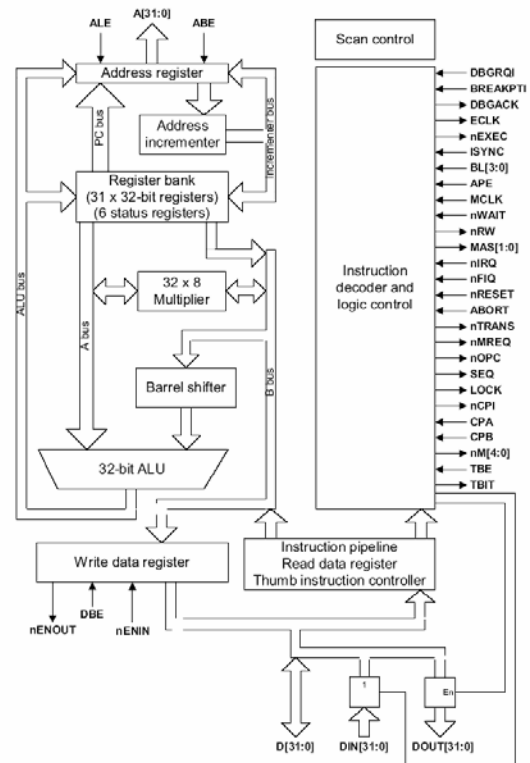 ALE
A[31:0]
ABE
Address register
PC bus
Address
incrementer
Incrementer bus
Register bank
(31 x 32-bit registers)
(6 status registers)
ALU bus
A bus
32 x 8
Multiplier
B bus
Barrel shifter
32-bit ALU
Write data register
nENOUT
DBE
nENIN
Instruction pipeline
Read data register
Thumb instruction controller
Scan control
Instruction
decoder and
logic control
DBGRQI
BREAKPTI
DBGACK
ECLK
nEXEC
ISYNC
BL[3:0]
APE
MCLK
nWAIT
nRW
MAS[1:0]
nIRQ
nFIQ
nRESET
ABORT
nTRANS
nMREQ
nOPC
SEQ
LOCK
nCPI
CPA
CPB
nM[4:0]
TBE
TBIT
1
En
D[31:0]
DIN[31:0]
DOUT[31:0]